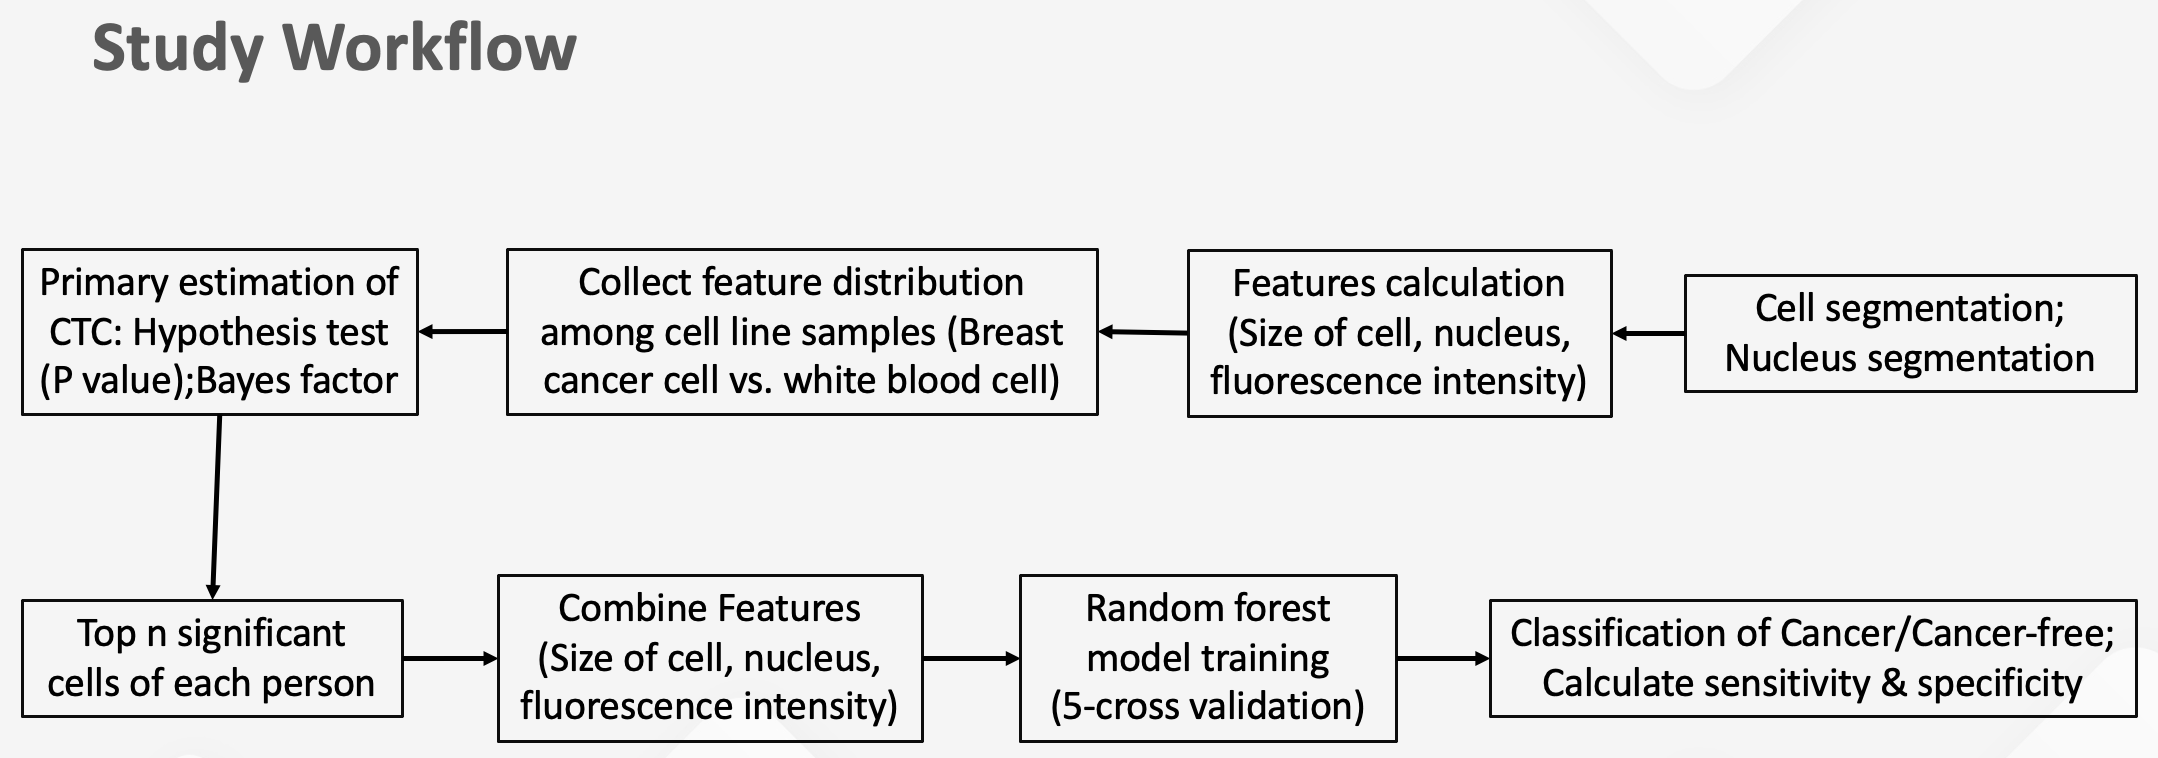 Study Workflow
Primary estimation of
CTC: Hypothesis test
(P value);Bayes factor
Collect feature distribution
among cell line samples (Breast
cancer cell vs. white blood cell)
Features calculation
(Size of cell, nucleus,
fluorescence intensity)
Cell segmentation;
Nucleus segmentation
Top n significant
cells of each person
Combine Features
(Size of cell, nucleus,
fluorescence intensity)
Random forest
model training
(5-cross validation)
Classification of Cancer/Cancer-free;
Calculate sensitivity & specificity